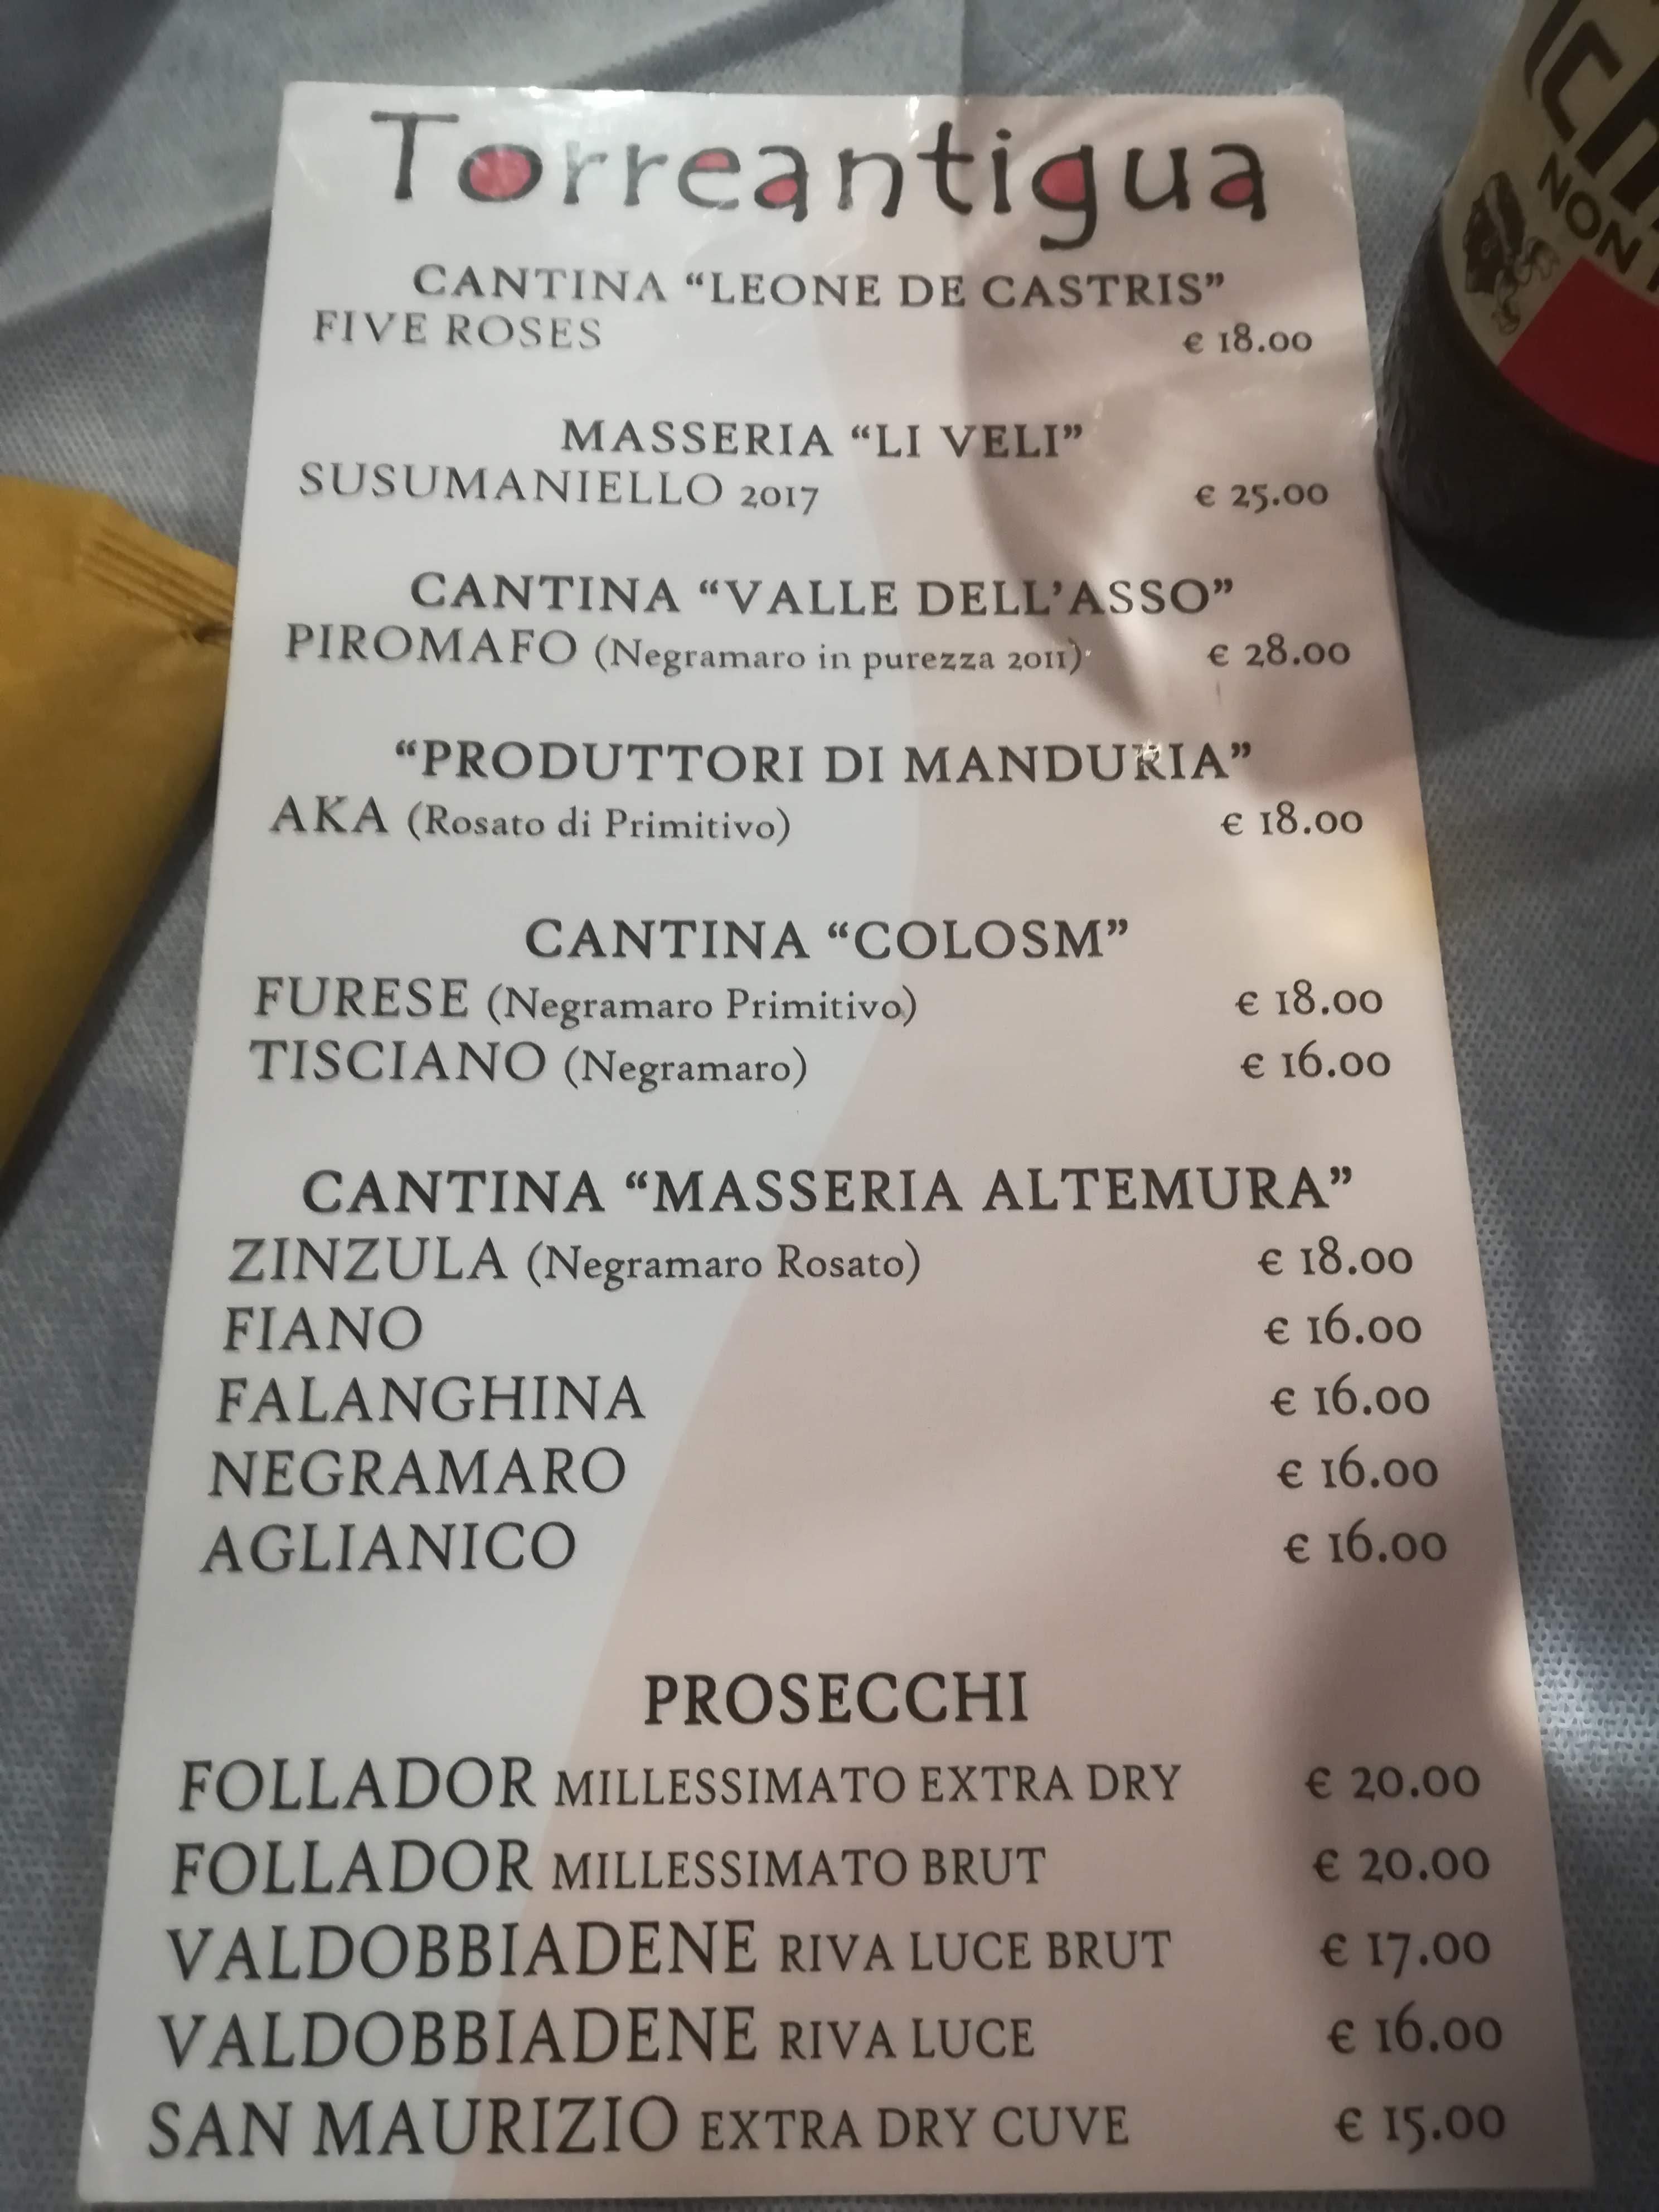 Torreantigua
CANTINA “LEONE DE CASTRIS”
FIVE ROSES € 18.00
MASSERIA “LI VELI”
SUSUMANIELLO 2017 € 25.00
CANTINA “VALLE DELL’ASSO”
PIROMAFO (Negramaro in purezza 2011) € 28.00
“PRODUTTORI DI MANDURIA”
AKA (Rosato di Primitivo) € 18.00
CANTINA “COLOSM”
FURESE (Negramaro Primitivo) € 18.00
TISCIANO (Negramaro) € 16.00
CANTINA “MASSERIA ALTEMURA”
ZINZULA (Negramaro Rosato) € 18.00
FIANO € 16.00
FALANGHINA € 16.00
NEGRAMARO € 16.00
AGLIANICO € 16.00
PROSECCHI
FOLLADOR MILLESSIMATO EXTRA DRY € 20.00
FOLLADOR MILLESSIMATO BRUT € 20.00
VALDOBBIADENE RIVA LUCE BRUT € 17.00
VALDOBBIADENE RIVA LUCE € 16.00
SAN MAURIZIO EXTRA DRY CUVE € 15.00
NON